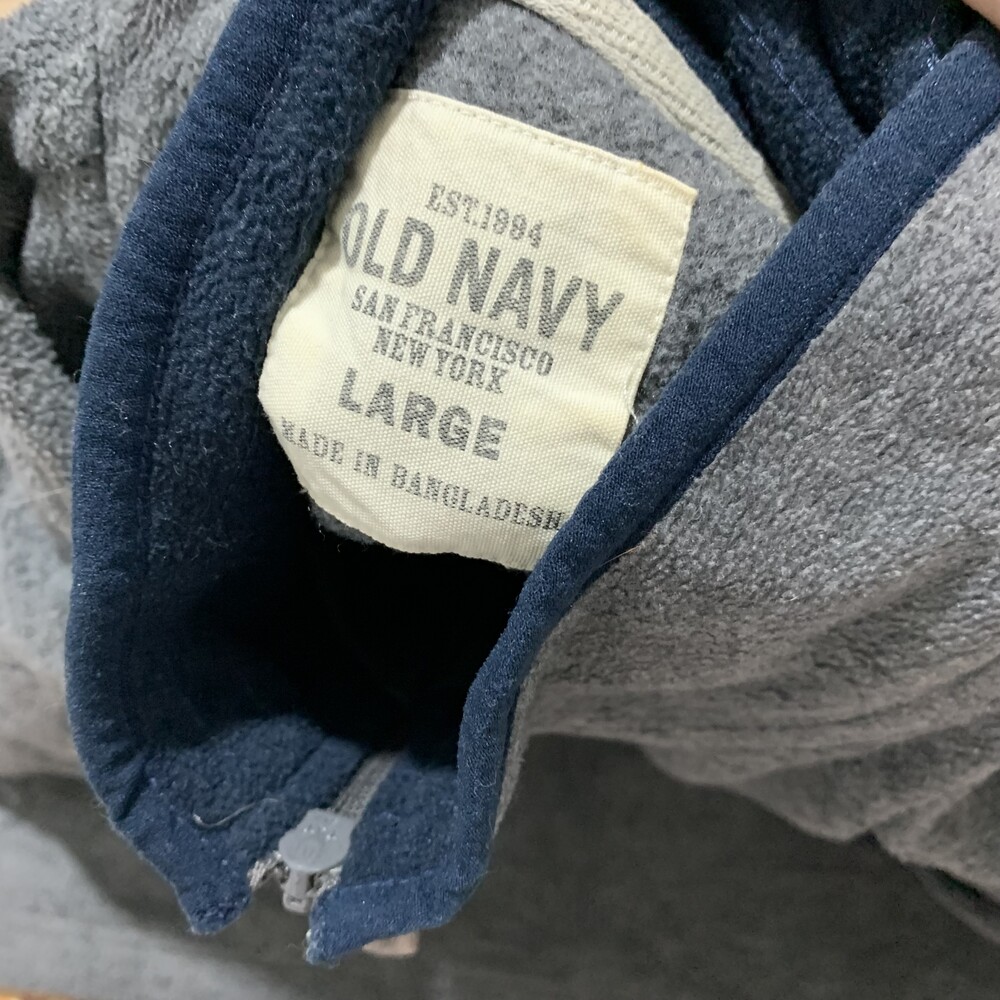 EST.1994
OLD NAVY
SAN FRANCISCO
NEW YORK
LARGE
MADE IN BANGLADESH